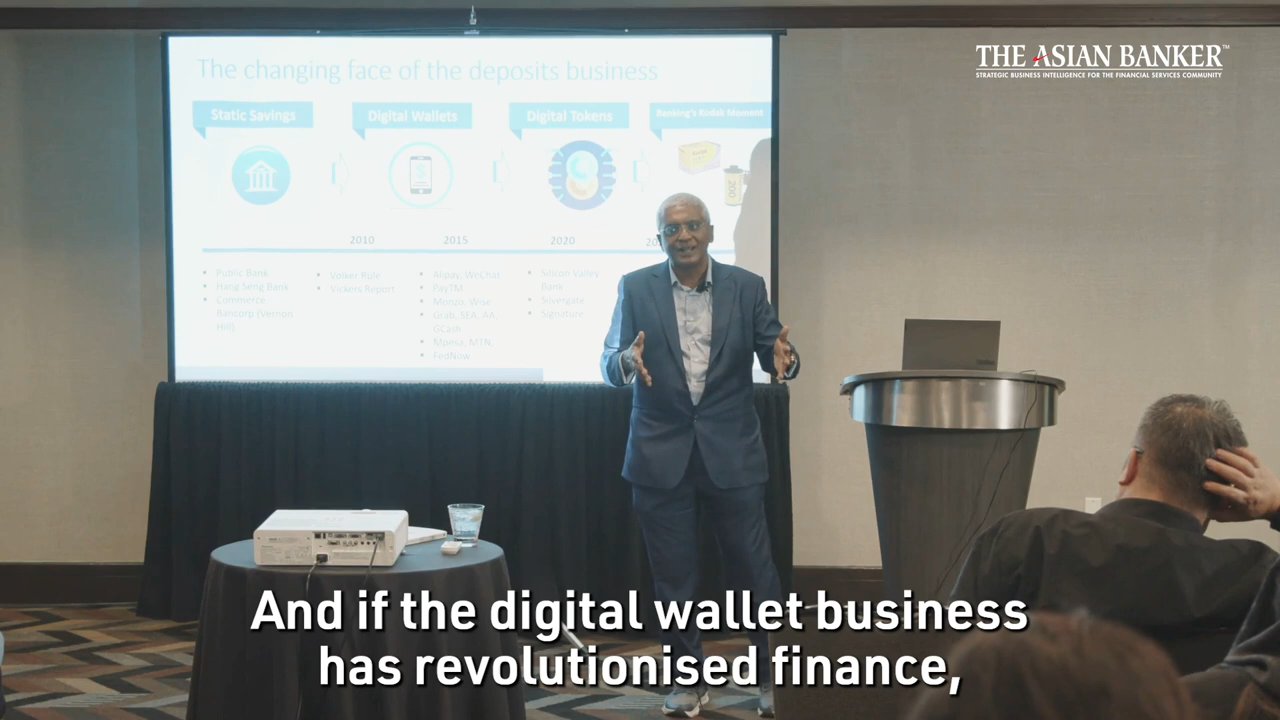 THE ASIAN BANKER™
STRATEGIC BUSINESS INTELLIGENCE FOR THE FINANCIAL SERVICES COMMUNITY
The changing face of the deposits business
Static Savings
Digital Wallets
Digital Tokens
Banking's Kodak Moment
200
2010
2015
2020
• Public Bank
• Hang Seng Bank
• Commerce
Bancorp (Vernon
Hill)
• Volker Rule
• Vickers Report
• Alipay, WeChat
• PayTM
• Monzo, Wise
• Grab, SEA, AA,
GCash
• Mpesa, MTN,
• FedNow
• Silicon Valley
Bank
• Silvergate
• Signature
And if the digital wallet business
has revolutionised finance,